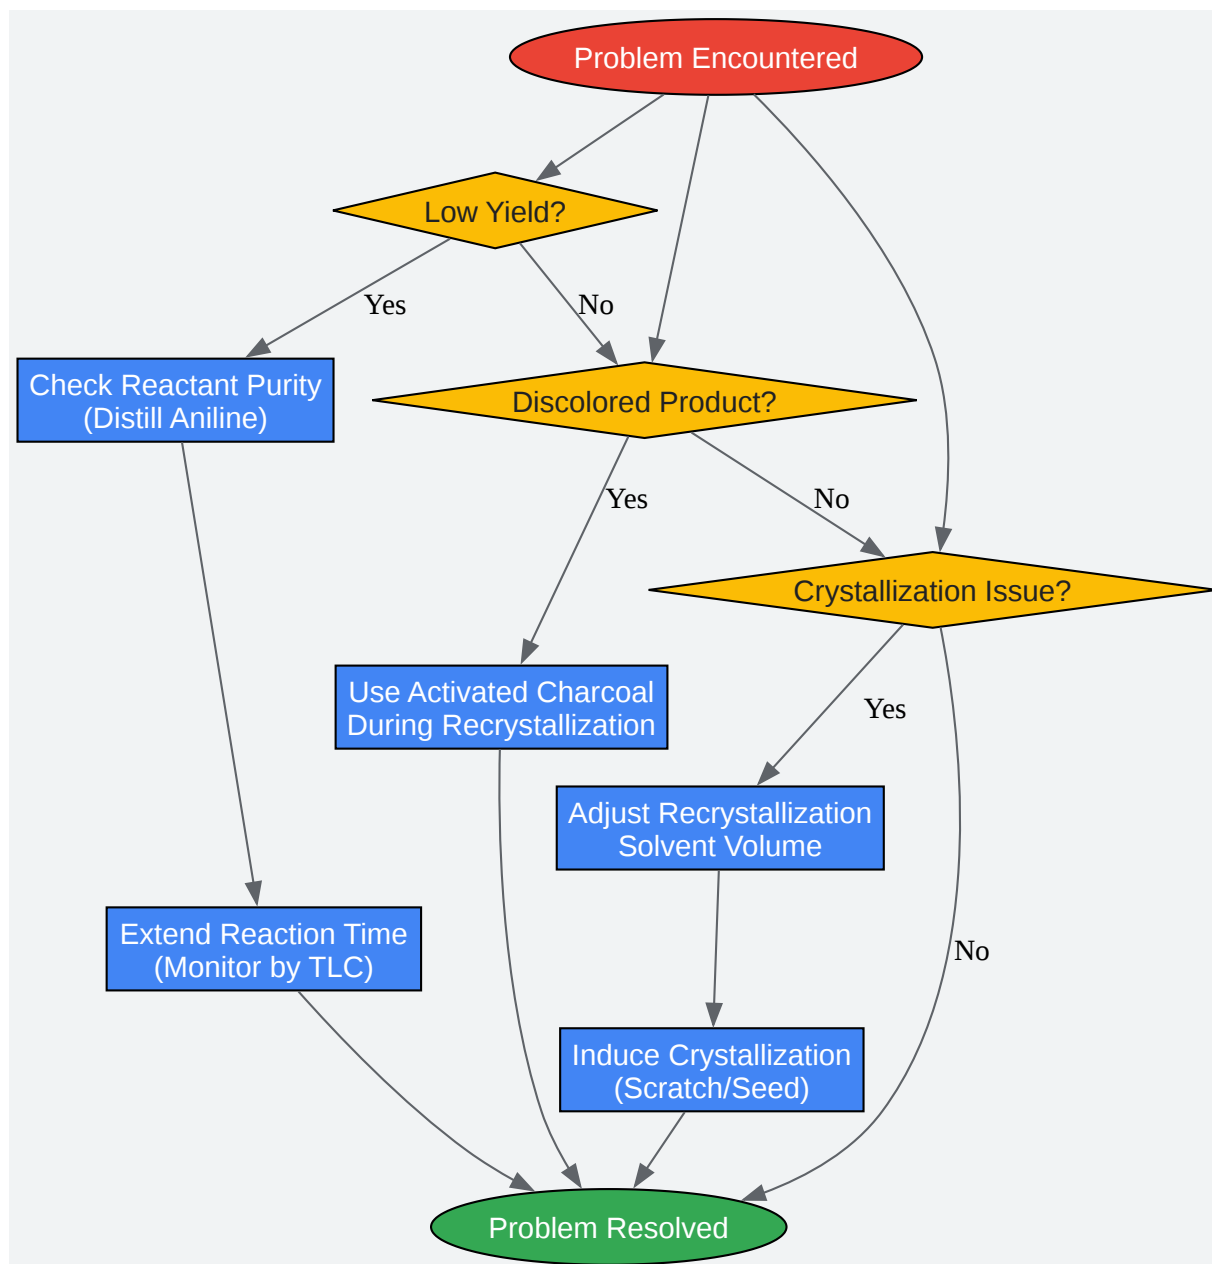 Problem Encountered
Low Yield?
Yes
No
Check Reactant Purity
(Distill Aniline)
Discolored Product?
Yes
No
Crystallization Issue?
Use Activated Charcoal
During Recrystallization
Yes
Adjust Recrystallization
Solvent Volume
Extend Reaction Time
(Monitor by TLC)
No
Induce Crystallization
(Scratch/Seed)
Problem Resolved